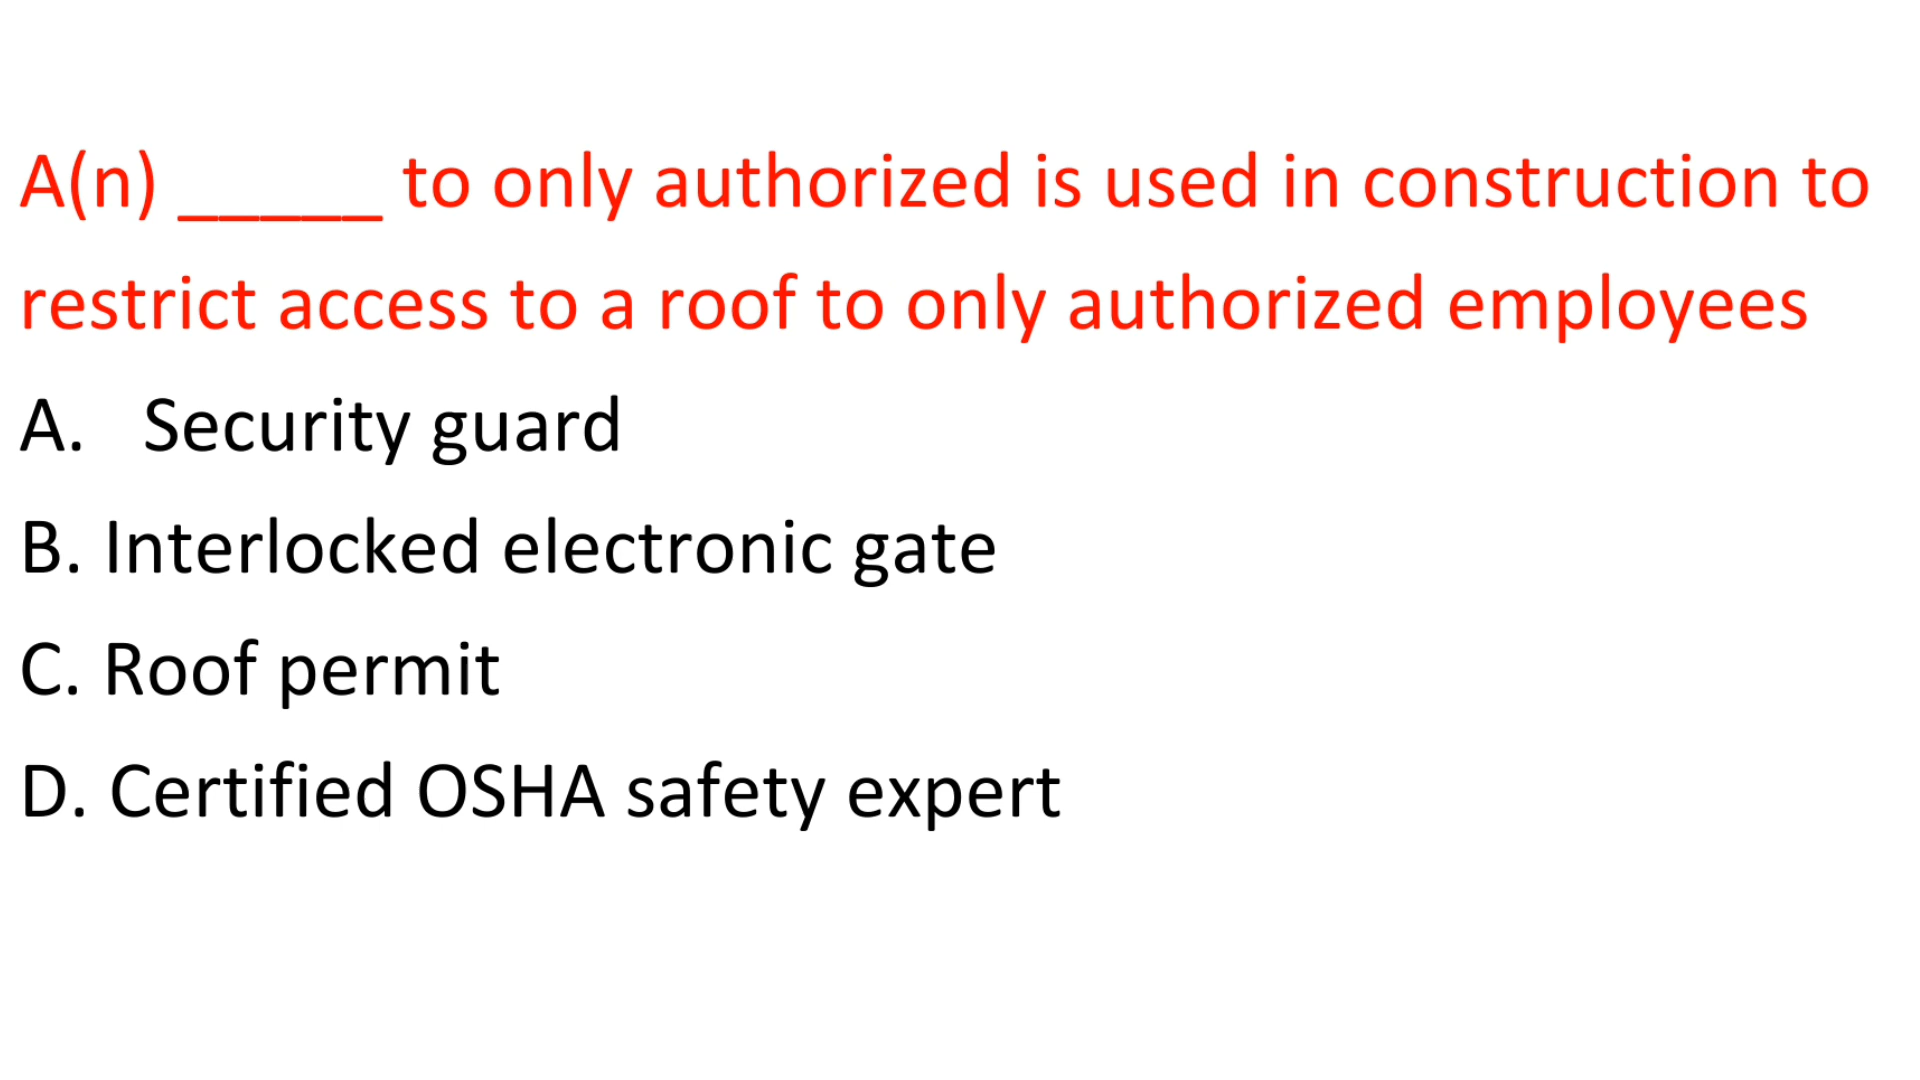 A(n) _____ to only authorized is used in construction to
restrict access to a roof to only authorized employees
A. Security guard
B. Interlocked electronic gate
C. Roof permit
D. Certified OSHA safety expert